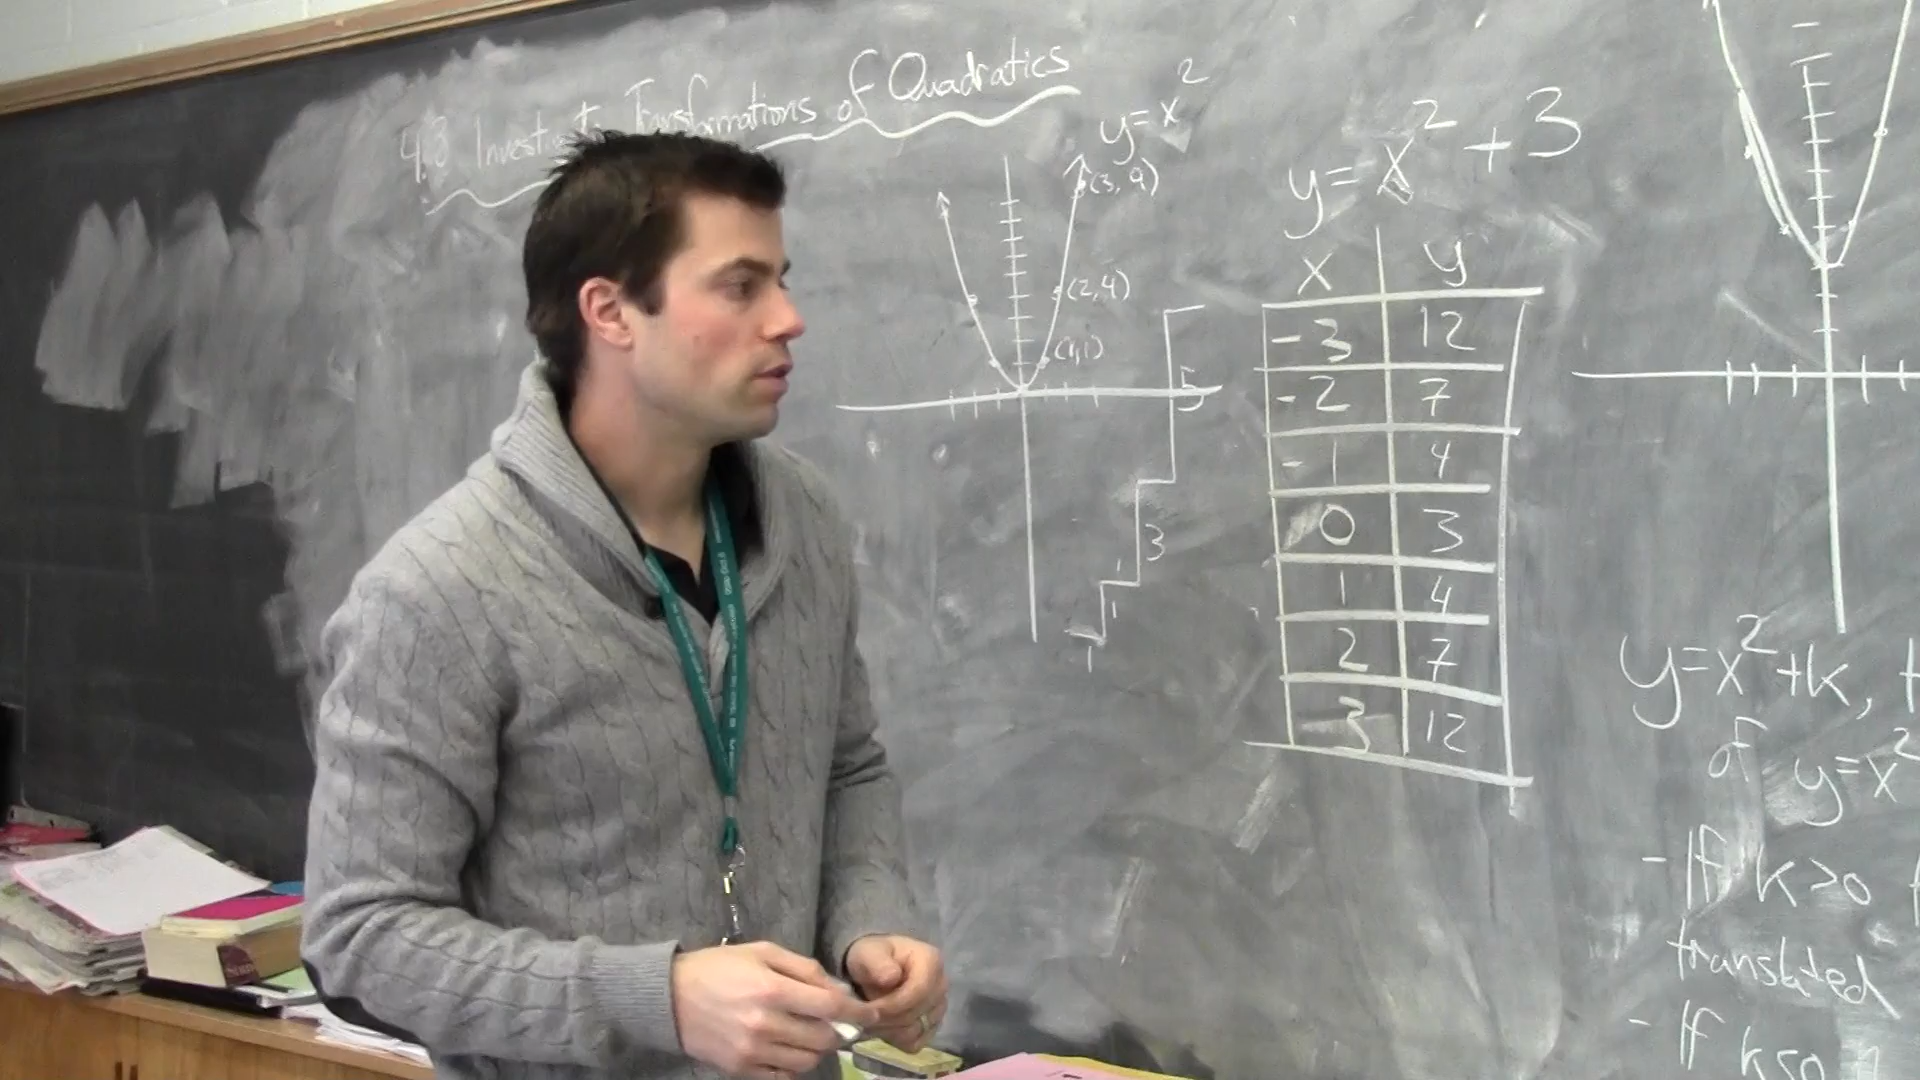 4.3 Transformations of Quadratics
y=x²
(3,9)
(2,4)
(1,1)
5
3
1
1
y=x²+3
x y
-3 12
-2 7
-1 4
0 3
1 4
2 7
3 12
y=x²+k,
of y=x²
- If k>0
translated
- If k<0